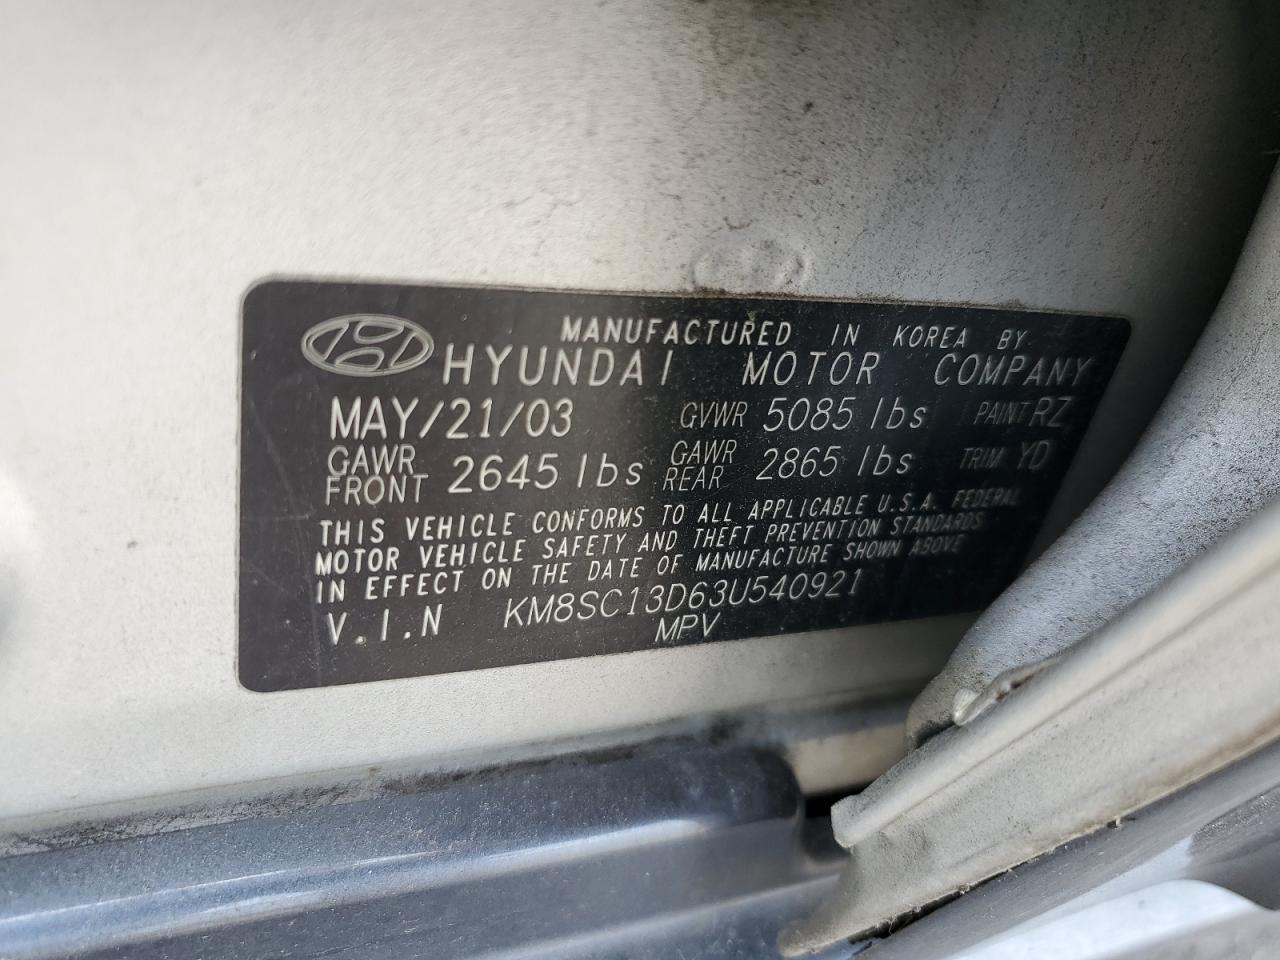 MANUFACTURED IN KOREA BY
HYUNDAI MOTOR COMPANY
MAY/21/03 GVWR 5085 lbs PAINT RZ
GAWR FRONT 2645 lbs GAWR REAR 2865 lbs TRIM YD
THIS VEHICLE CONFORMS TO ALL APPLICABLE U.S.A. FEDERAL
MOTOR VEHICLE SAFETY AND THEFT PREVENTION STANDARDS
IN EFFECT ON THE DATE OF MANUFACTURE SHOWN ABOVE
V.I.N KM8SC13D63U540921
MPV